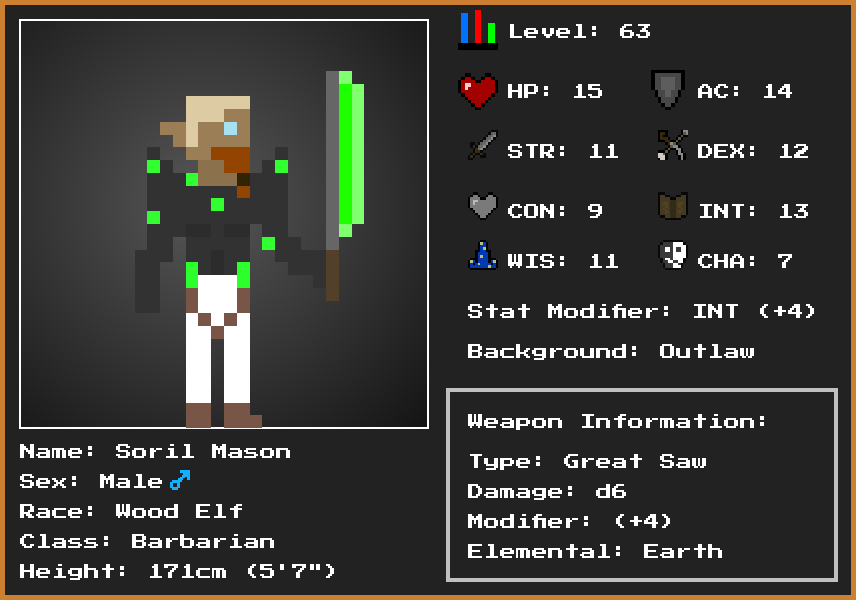 Level: 63
HP: 15
AC: 14
STR: 11
DEX: 12
CON: 9
INT: 13
WIS: 11
CHA: 7
Stat Modifier: INT (+4)
Background: Outlaw
Weapon Information:
Type: Great Saw
Damage: d6
Modifier: (+4)
Elemental: Earth
Name: Soril Mason
Sex: Male♂
Race: Wood Elf
Class: Barbarian
Height: 171cm (5'7")